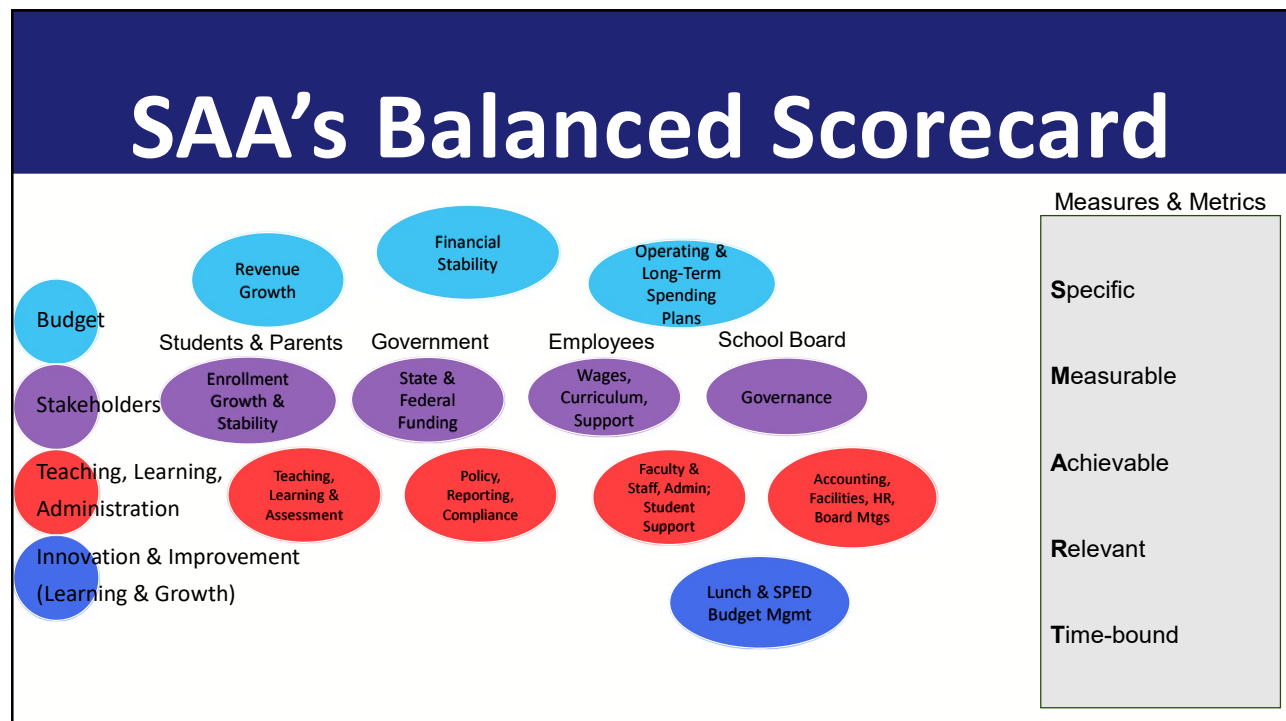 SAA's Balanced Scorecard
Measures & Metrics
Specific
Measurable
Achievable
Relevant
Time-bound
Budget
Revenue
Growth
Financial
Stability
Operating &
Long-Term
Spending
Plans
Students & Parents
Government
Employees
School Board
Stakeholders
Enrollment
Growth &
Stability
State &
Federal
Funding
Wages,
Curriculum,
Support
Governance
Teaching, Learning,
Administration
Teaching,
Learning &
Assessment
Policy,
Reporting,
Compliance
Faculty &
Staff, Admin;
Student
Support
Accounting,
Facilities, HR,
Board Mtgs
Innovation & Improvement
(Learning & Growth)
Lunch & SPED
Budget Mgmt